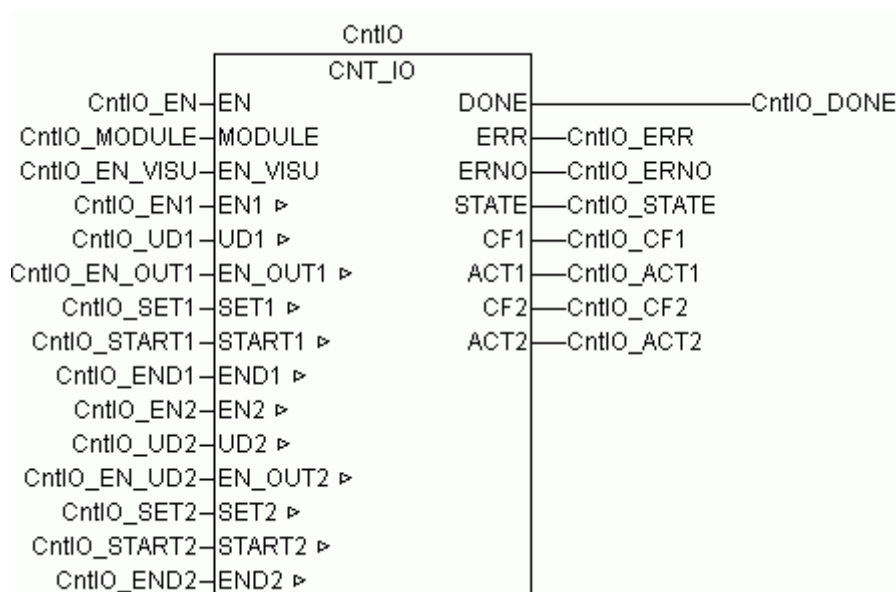 CntIO
CNT_IO
CntIO_EN EN DONE CntIO_DONE
CntIO_MODULE MODULE ERR CntIO_ERR
CntIO_EN_VISU EN_VISU ERNO CntIO_ERNO
CntIO_EN1 EN1 STATE CntIO_STATE
CntIO_UD1 UD1 CF1 CntIO_CF1
CntIO_EN_OUT1 EN_OUT1 ACT1 CntIO_ACT1
CntIO_SET1 SET1 CF2 CntIO_CF2
CntIO_START1 START1 ACT2 CntIO_ACT2
CntIO_END1 END1
CntIO_EN2 EN2
CntIO_UD2 UD2
CntIO_EN_UD2 EN_OUT2
CntIO_SET2 SET2
CntIO_START2 START2
CntIO_END2 END2